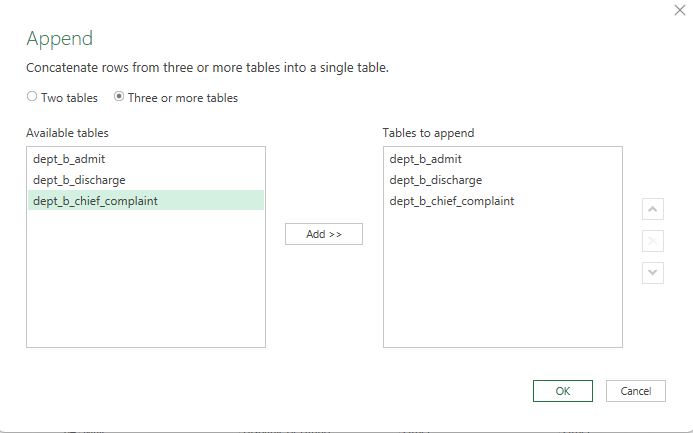 Append
Concatenate rows from three or more tables into a single table.
Two tables
Three or more tables
Available tables
dept_b_admit
dept_b_discharge
dept_b_chief_complaint
Add >>
Tables to append
dept_b_admit
dept_b_discharge
dept_b_chief_complaint
OK
Cancel